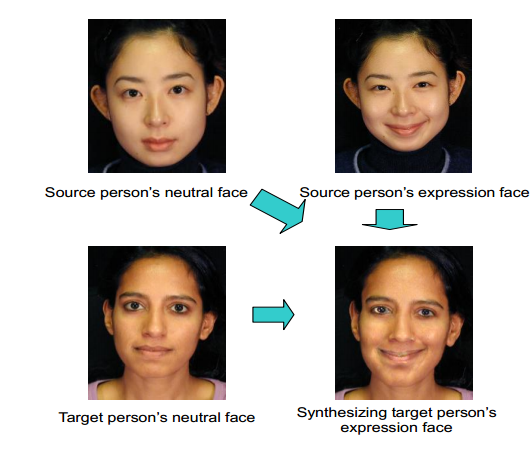 Source person's neutral face
Source person's expression face
Target person's neutral face
Synthesizing target person's
expression face